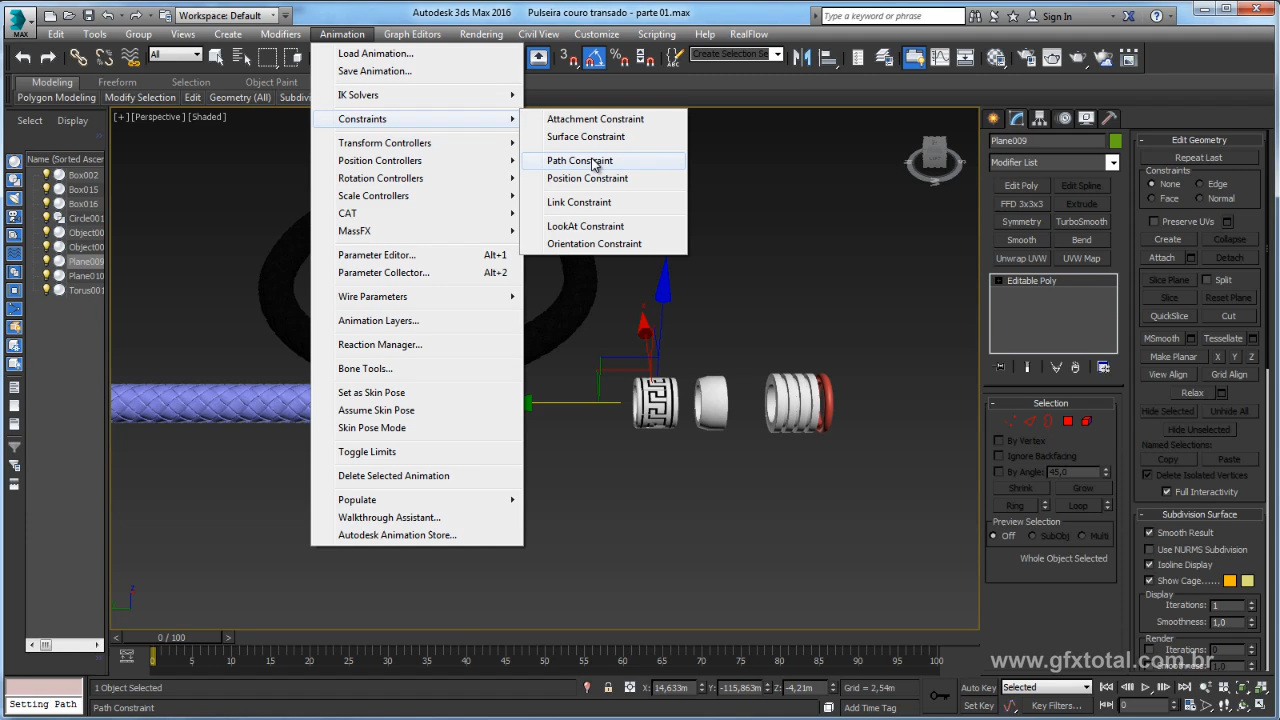 Autodesk 3ds Max 2016 Pulseira couro transado - parte 01.max
Workspace: Default
Type a keyword or phrase
Sign In
MAX
Edit Tools Group Views Create Modifiers Animation Graph Editors Rendering Civil View Customize Scripting Help RealFlow
All
Create Selection Se
Modeling Freeform Selection Object Paint
Polygon Modeling Modify Selection Edit Geometry (All) Subdivi
Select Display
Name (Sorted Ascen
Box002
Box015
Box016
Circle001
Object00
Object00
Plane009
Plane010
Torus001
[+] [Perspective] [Shaded]
Load Animation...
Save Animation...
IK Solvers
Constraints
Transform Controllers
Position Controllers
Rotation Controllers
Scale Controllers
CAT
MassFX
Parameter Editor... Alt+1
Parameter Collector... Alt+2
Wire Parameters
Animation Layers...
Reaction Manager...
Bone Tools...
Set as Skin Pose
Assume Skin Pose
Skin Pose Mode
Toggle Limits
Delete Selected Animation
Populate
Walkthrough Assistant...
Autodesk Animation Store...
Attachment Constraint
Surface Constraint
Path Constraint
Position Constraint
Link Constraint
LookAt Constraint
Orientation Constraint
Plane009
Modifier List
Edit Poly Edit Spline
FFD 3x3x3 Extrude
Symmetry TurboSmooth
Smooth Bend
Unwrap UVW UVW Map
Editable Poly
Selection
By Vertex
Ignore Backfacing
By Angle: 45,0
Shrink Grow
Ring Loop
Preview Selection
Off SubObj Multi
Whole Object Selected
Edit Geometry
Repeat Last
Constraints
None Edge
Face Normal
Preserve UVs
Create Collapse
Attach Detach
Slice Plane Split
Slice Reset Plane
QuickSlice Cut
MSmooth Tessellate
Make Planar X Y Z
View Align Grid Align
Relax
Hide Selected Unhide All
Hide Unselected
Named Selections:
Copy Paste
Delete Isolated Vertices
Full Interactivity
Subdivision Surface
Smooth Result
Use NURMS Subdivision
Isoline Display
Show Cage......
Display
Iterations: 1
Smoothness: 1,0
Render
Iterations: 0
Smoothness: 1,0
z
0 / 100
0 5 10 15 20 25 30 35 40 45 50 55 60 65 70 75 80 85 90 95 100
www.gfxtotal.com.br
1 Object Selected
X: 14,633m Y: -115,863m Z: -4,21m Grid = 2,54m
Auto Key Selected
Setting Path
Path Constraint
Add Time Tag
Set Key Key Filters... 0